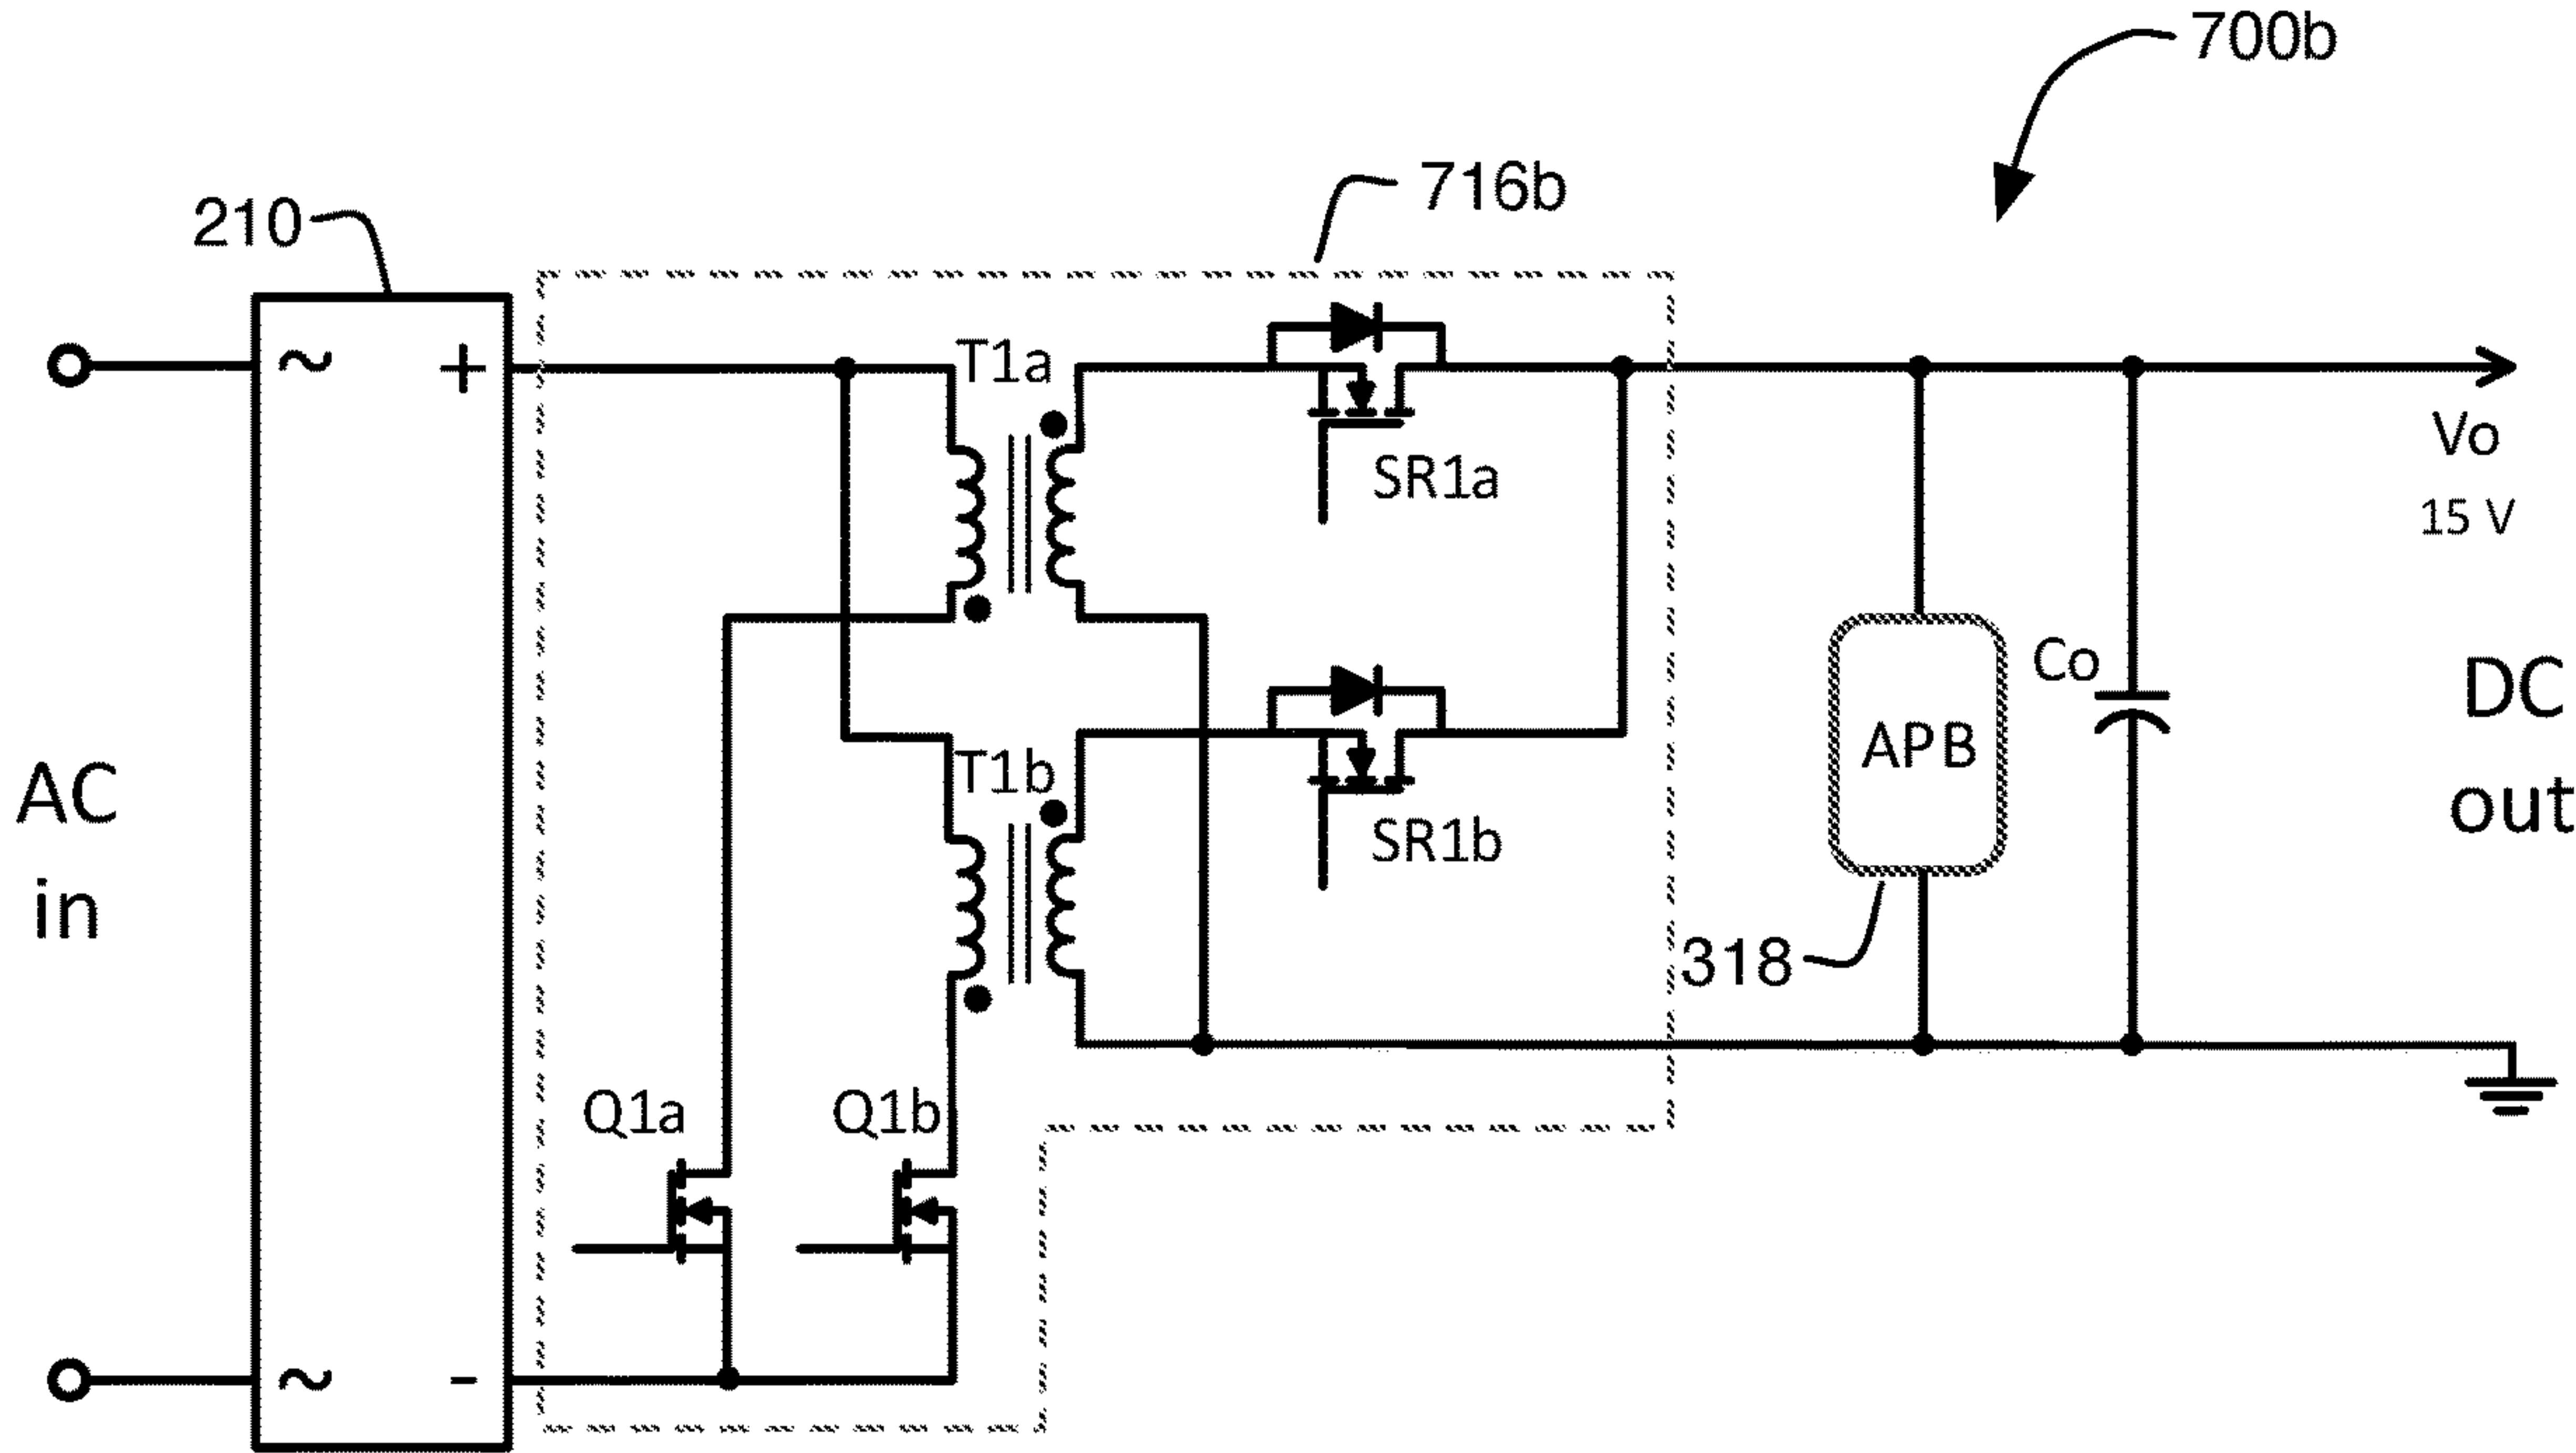 700b
716b
210
~
+
T1a
SR1a
Vo
15 V
Co
DC
out
APB
AC
in
T1b
SR1b
318
Q1a
Q1b
~
-